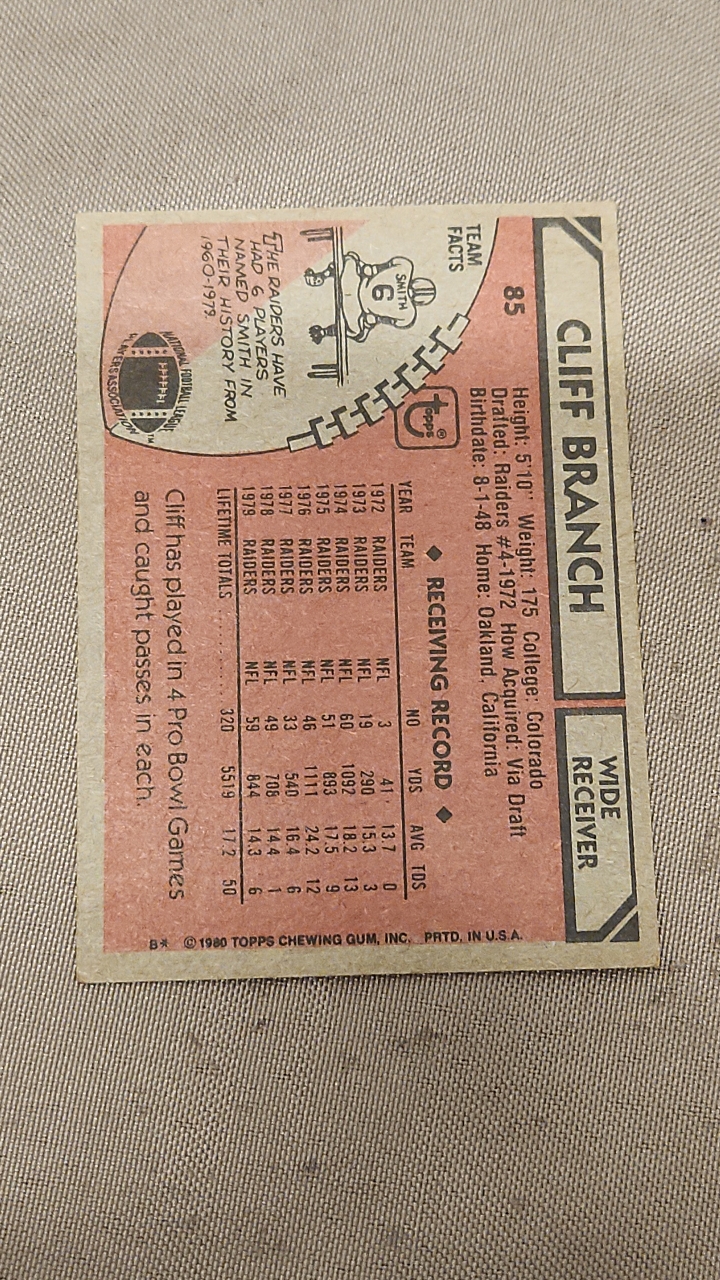 CLIFF BRANCH
WIDE
RECEIVER
85
Height: 5'10" Weight: 175 College: Colorado
Drafted: Raiders #4-1972 How Acquired: Via Draft
Birthdate: 8-1-48 Home: Oakland, California
TEAM
FACTS
SMITH
6
THE RAIDERS HAVE
HAD 6 PLAYERS
NAMED SMITH IN
THEIR HISTORY FROM
1960-1979.
topps®
NATIONAL FOOTBALL LEAGUE
PLAYERS ASSOCIATION™
◆ RECEIVING RECORD ◆
YEAR TEAM NO YDS AVG TDS
1972 RAIDERS NFL 3 41 13.7 0
1973 RAIDERS NFL 19 290 15.3 3
1974 RAIDERS NFL 60 1092 18.2 13
1975 RAIDERS NFL 51 893 17.5 9
1976 RAIDERS NFL 46 1111 24.2 12
1977 RAIDERS NFL 33 540 16.4 6
1978 RAIDERS NFL 49 708 14.4 1
1979 RAIDERS NFL 59 844 14.3 6
LIFETIME TOTALS .......... 320 5519 17.2 50
Cliff has played in 4 Pro Bowl Games
and caught passes in each.
B* © 1980 TOPPS CHEWING GUM, INC. PRTD. IN U.S.A.